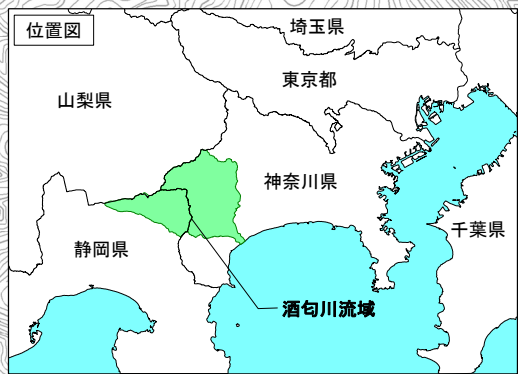 位置図
埼玉県
東京都
山梨県
神奈川県
千葉県
静岡県
酒匂川流域